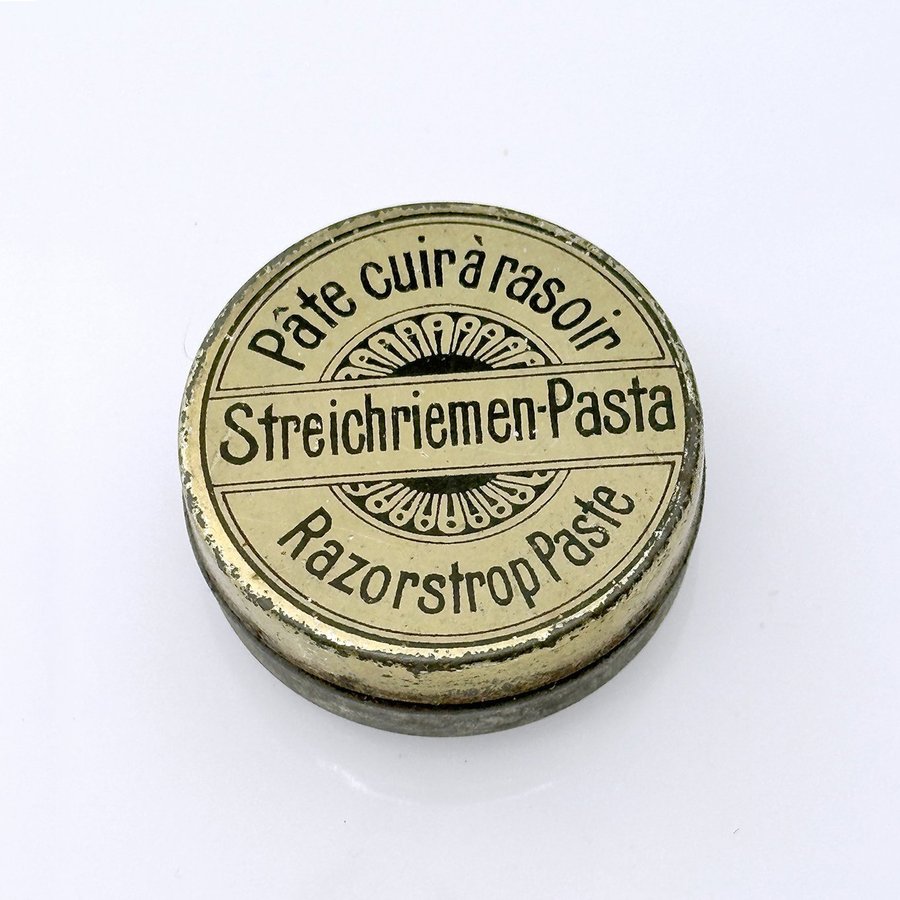 Pâte cuir à rasoir
Streichriemen-Pasta
Razorstrop Paste